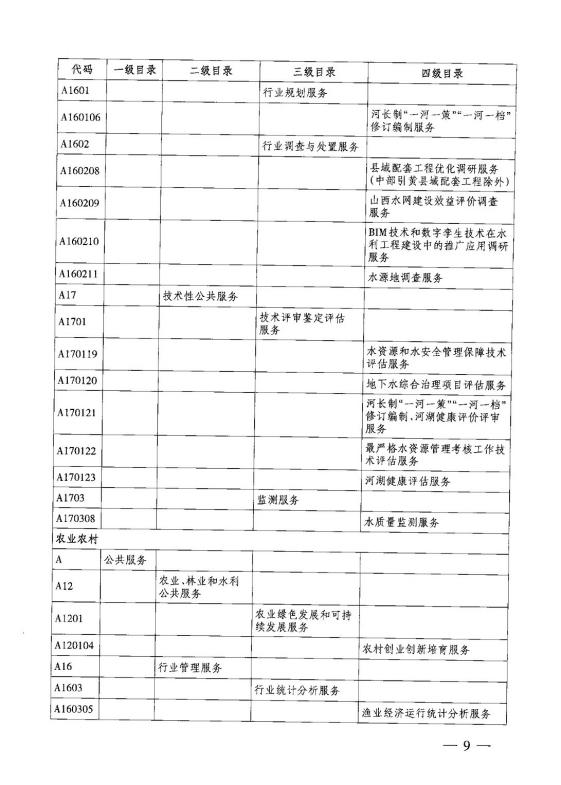 代码 一级目录 二级目录 三级目录 四级目录
A1601 行业规划服务
A160106 河长制“一河一策”“一河一档”
修订编制服务
A1602 行业调查与处置服务
A160208 县域配套工程优化调研服务
(中部引黄县域配套工程除外)
A160209 山西水网建设效益评价调查
服务
A160210 BIM技术和数字孪生技术在水
利工程建设中的推广应用调研
服务
A160211 水源地调查服务
A17 技术性公共服务
A1701 技术评审鉴定评估
服务
A170119 水资源和水安全管理保障技术
评估服务
A170120 地下水综合治理项目评估服务
A170121 河长制“一河一策”“一河一档”
修订编制、河湖健康评价评审
服务
A170122 最严格水资源管理考核工作技
术评估服务
A170123 河湖健康评估服务
A1703 监测服务
A170308 水质量监测服务
农业农村
A 公共服务
A12 农业、林业和水利
公共服务
A1201 农业绿色发展和可持
续发展服务
A120104 农村创业创新培育服务
A16 行业管理服务
A1603 行业统计分析服务
A160305 渔业经济运行统计分析服务
— 9 —